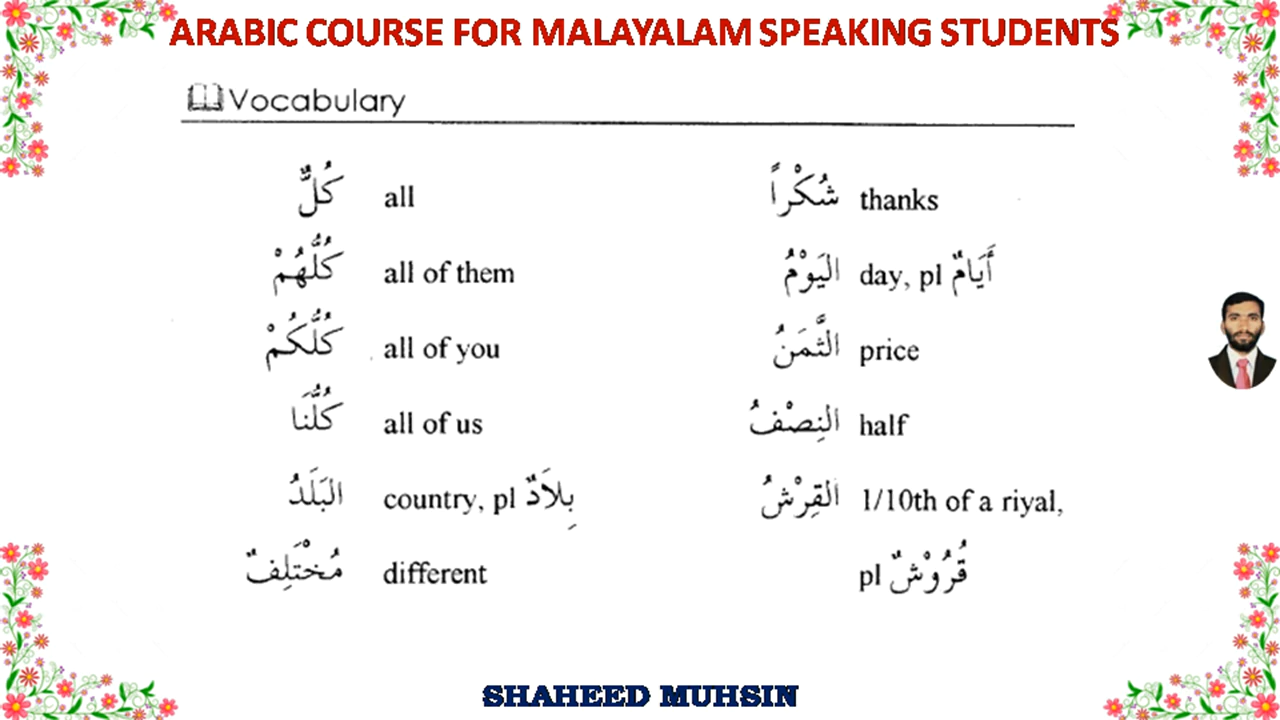 ARABIC COURSE FOR MALAYALAM SPEAKING STUDENTS
Vocabulary
كُلٌّ all
كُلُّهُمْ all of them
كُلُّكُمْ all of you
كُلُّنَا all of us
البَلَدُ country, pl بِلاَدٌ
مُخْتَلِفٌ different
شُكْراً thanks
اليَوْمُ day, pl أَيَامٌ
الثَّمَنُ price
النِصْفُ half
القِرْشُ 1/10th of a riyal,
pl قُرُوْشٌ
SHAHEED MUHSIN